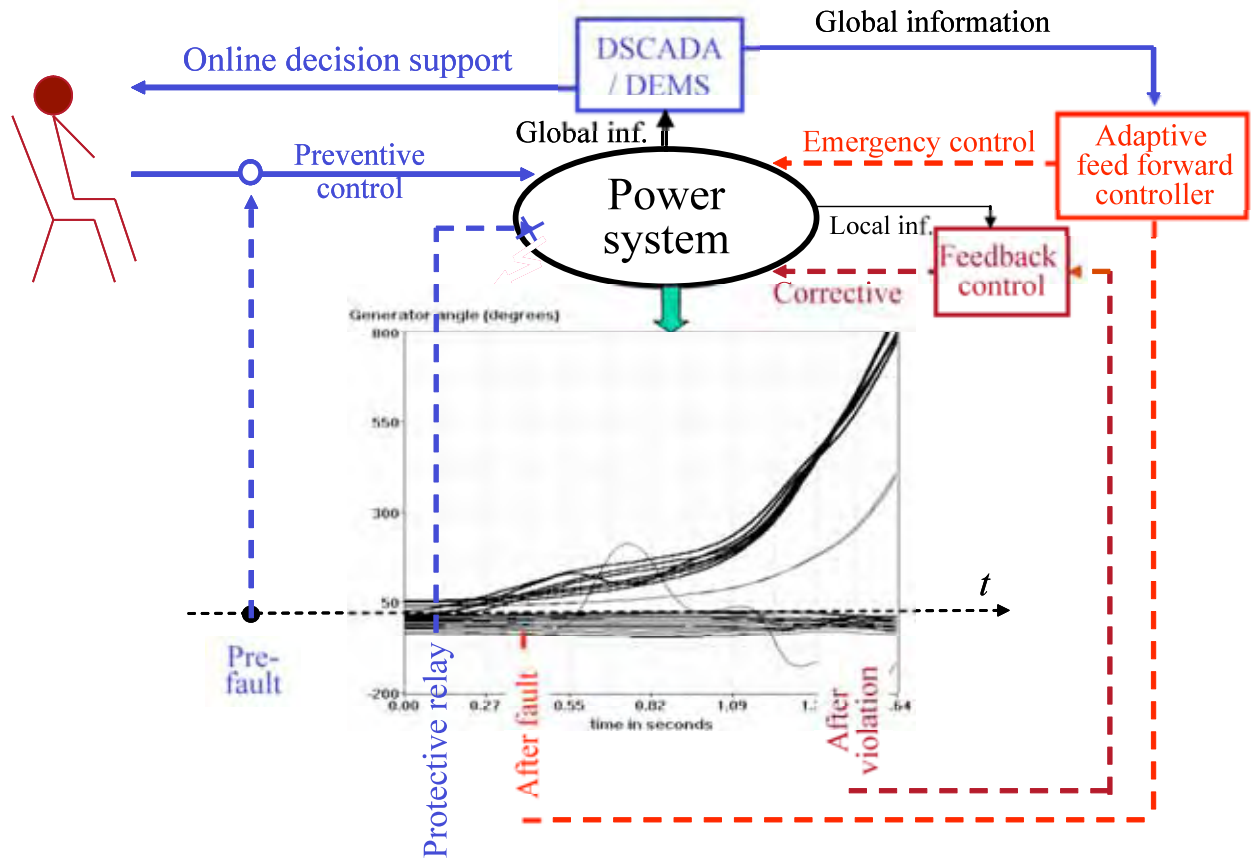 Global information
DSCADA
/ DEMS
Online decision support
Global inf.
Emergency control
Adaptive
feed forward
controller
Preventive
control
Power
system
Local inf.
Feedback
control
Corrective
Generator angle (degrees)
800
550
300
50
-200
t
Pre-
fault
Protective relay
After fault
After
violation
0.00 0.27 0.55 0.82 1.09 1. .64
time in seconds